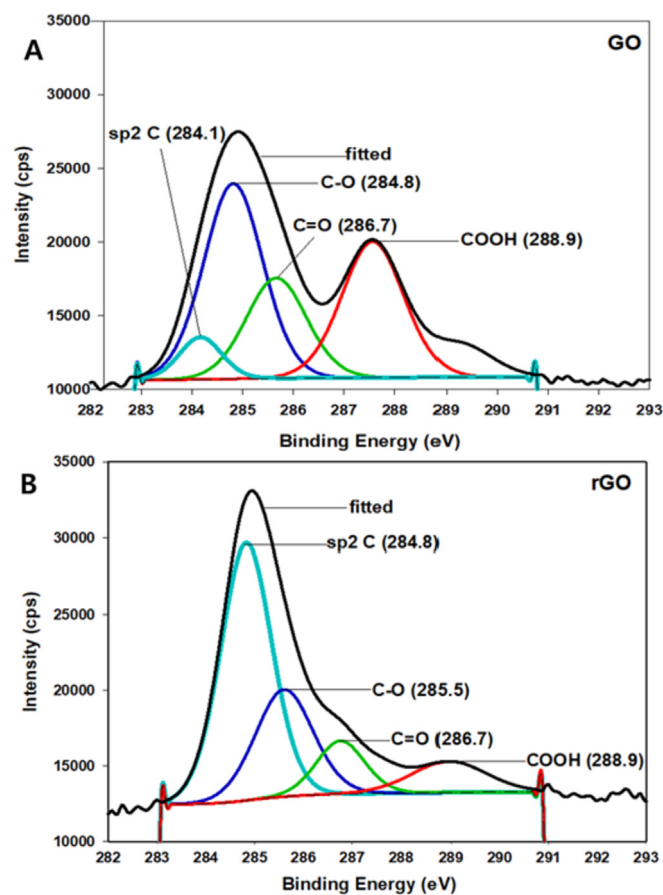 A
GO
35000
30000
25000
20000
15000
10000
Intensity (cps)
sp2 C (284.1)
fitted
C-O (284.8)
C=O (286.7)
COOH (288.9)
282 283 284 285 286 287 288 289 290 291 292 293
Binding Energy (eV)
B
rGO
35000
30000
25000
20000
15000
10000
Intensity (cps)
fitted
sp2 C (284.8)
C-O (285.5)
C=O (286.7)
COOH (288.9)
282 283 284 285 286 287 288 289 290 291 292 293
Binding Energy (eV)